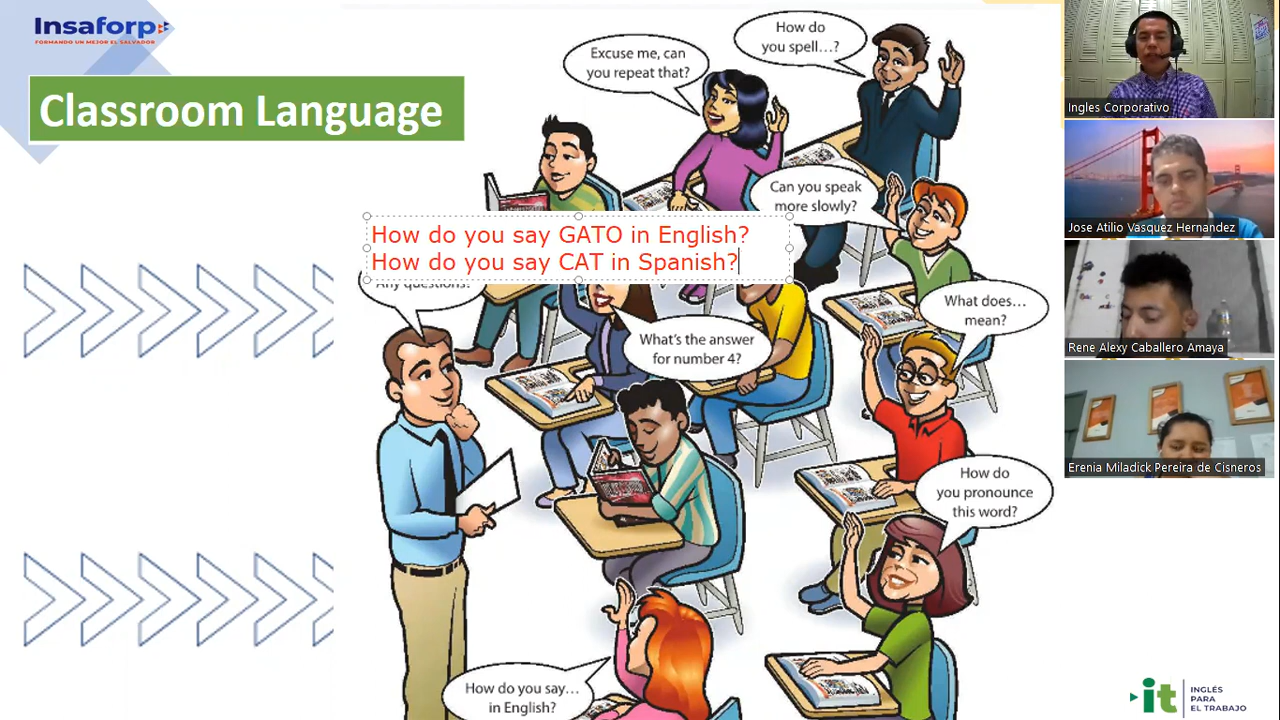 Insaforp
FORMANDO UN MEJOR EL SALVADOR
Classroom Language
How do
you spell…?
Excuse me, can
you repeat that?
Can you speak
more slowly?
How do you say GATO in English?
How do you say CAT in Spanish?
Any questions?
What does…
mean?
What's the answer
for number 4?
How do
you pronounce
this word?
How do you say…
in English?
Ingles Corporativo
Jose Atilio Vasquez Hernandez
Rene Alexy Caballero Amaya
Erenia Miladick Pereira de Cisneros
it
INGLÉS
PARA
EL TRABAJO